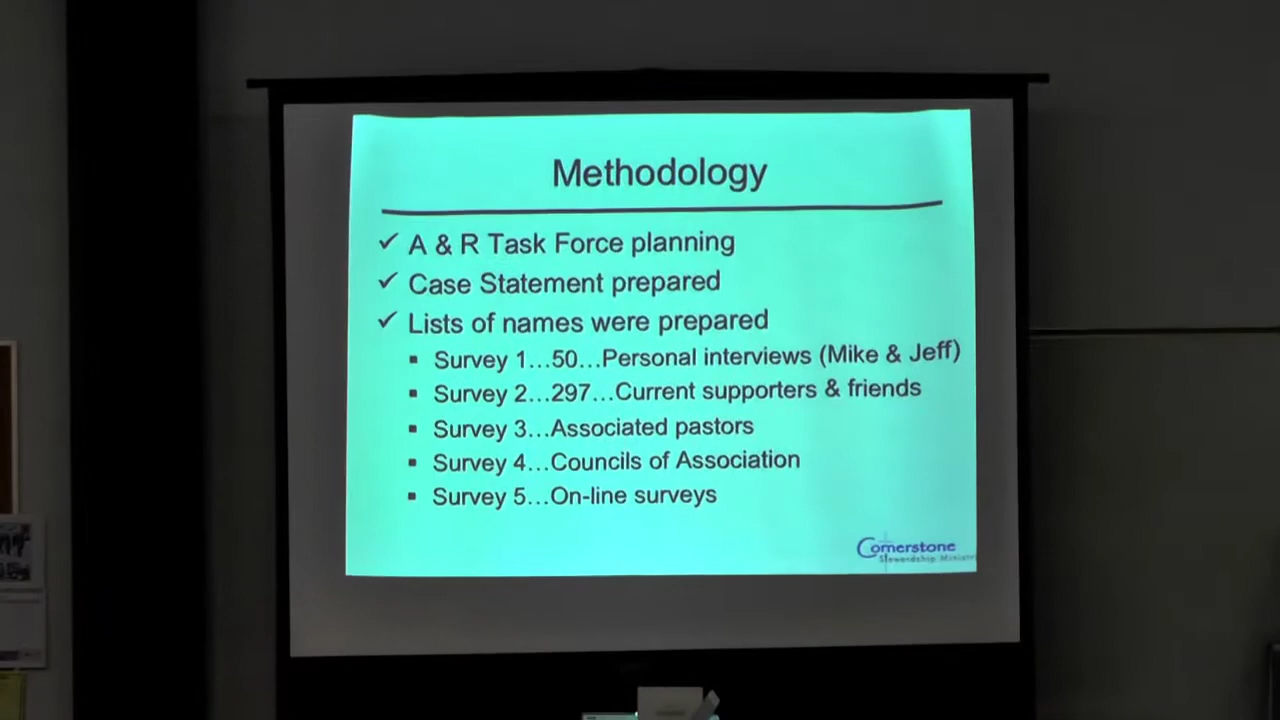 Methodology
✓ A & R Task Force planning
✓ Case Statement prepared
✓ Lists of names were prepared
▪ Survey 1…50…Personal interviews (Mike & Jeff)
▪ Survey 2…297…Current supporters & friends
▪ Survey 3…Associated pastors
▪ Survey 4…Councils of Association
▪ Survey 5…On-line surveys
Cornerstone
Stewardship